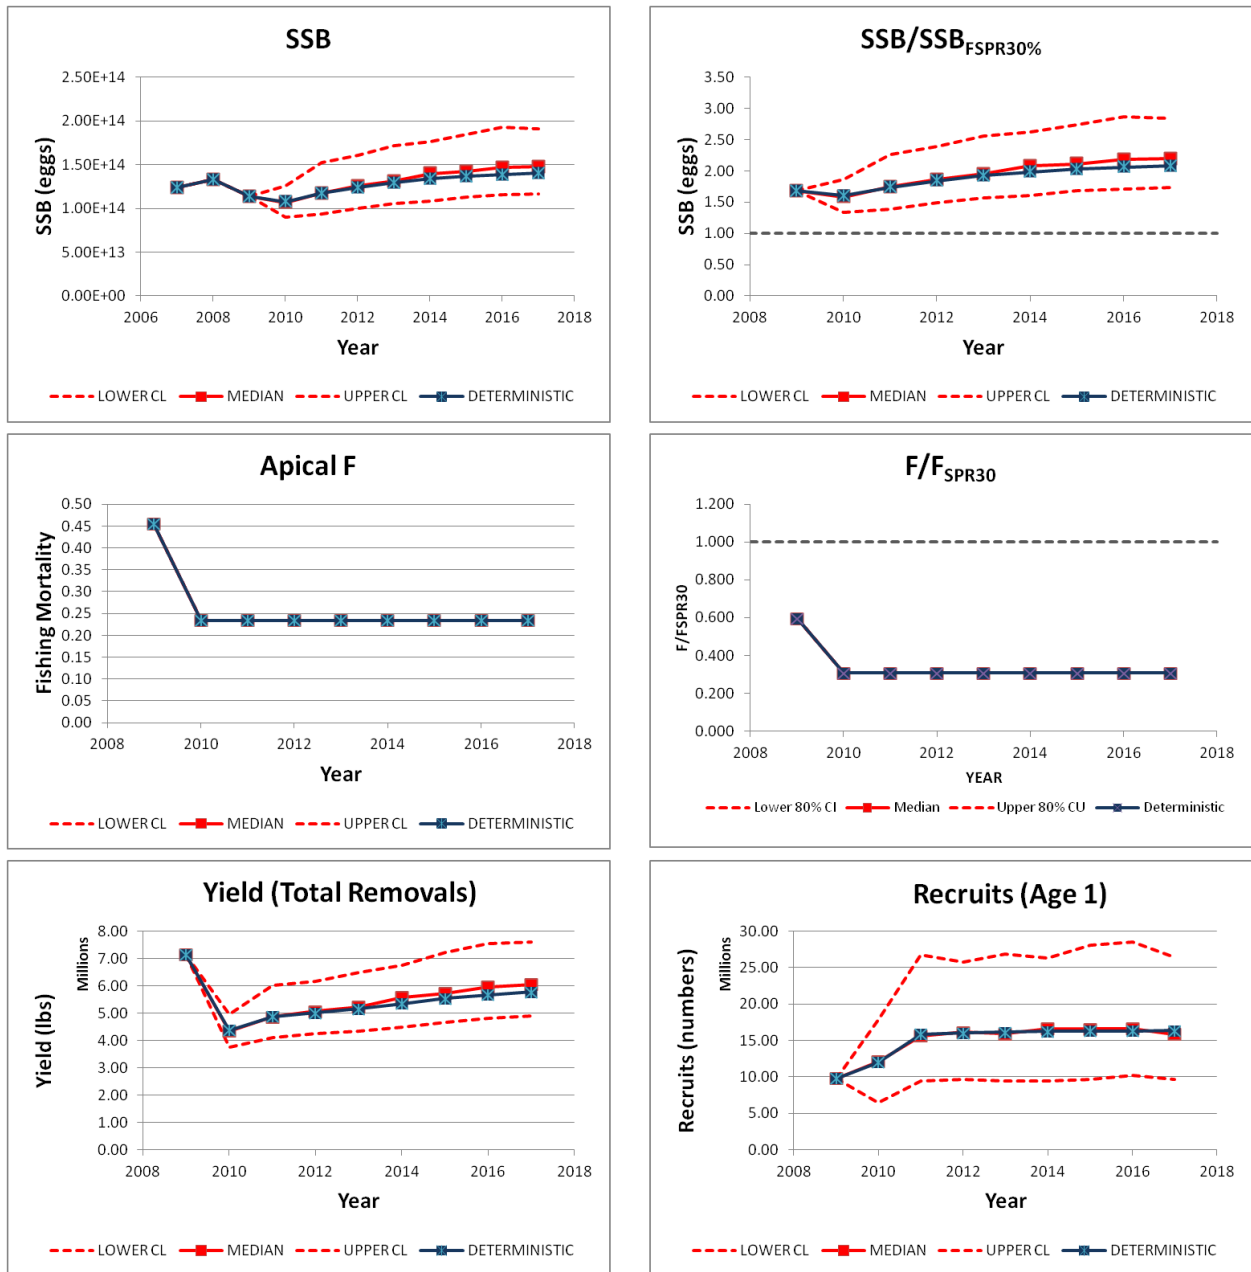 SSB
SSB (eggs)
2.50E+14
2.00E+14
1.50E+14
1.00E+14
5.00E+13
0.00E+00
2006 2008 2010 2012 2014 2016 2018
Year
LOWER CL MEDIAN UPPER CL DETERMINISTIC
SSB/SSBFSPR30%
SSB (eggs)
3.50
3.00
2.50
2.00
1.50
1.00
0.50
0.00
2008 2010 2012 2014 2016 2018
Year
LOWER CL MEDIAN UPPER CL DETERMINISTIC
Apical F
Fishing Mortality
0.50
0.45
0.40
0.35
0.30
0.25
0.20
0.15
0.10
0.05
0.00
2008 2010 2012 2014 2016 2018
Year
LOWER CL MEDIAN UPPER CL DETERMINISTIC
F/FSPR30
F/FSPR30
1.200
1.000
0.800
0.600
0.400
0.200
0.000
2008 2010 2012 2014 2016 2018
YEAR
Lower 80% CI Median Upper 80% CU Deterministic
Yield (Total Removals)
Yield (lbs)
Millions
8.00
7.00
6.00
5.00
4.00
3.00
2.00
1.00
0.00
2008 2010 2012 2014 2016 2018
Year
LOWER CL MEDIAN UPPER CL DETERMINISTIC
Recruits (Age 1)
Recruits (numbers)
Millions
30.00
25.00
20.00
15.00
10.00
5.00
0.00
2008 2010 2012 2014 2016 2018
Year
LOWER CL MEDIAN UPPER CL DETERMINISTIC